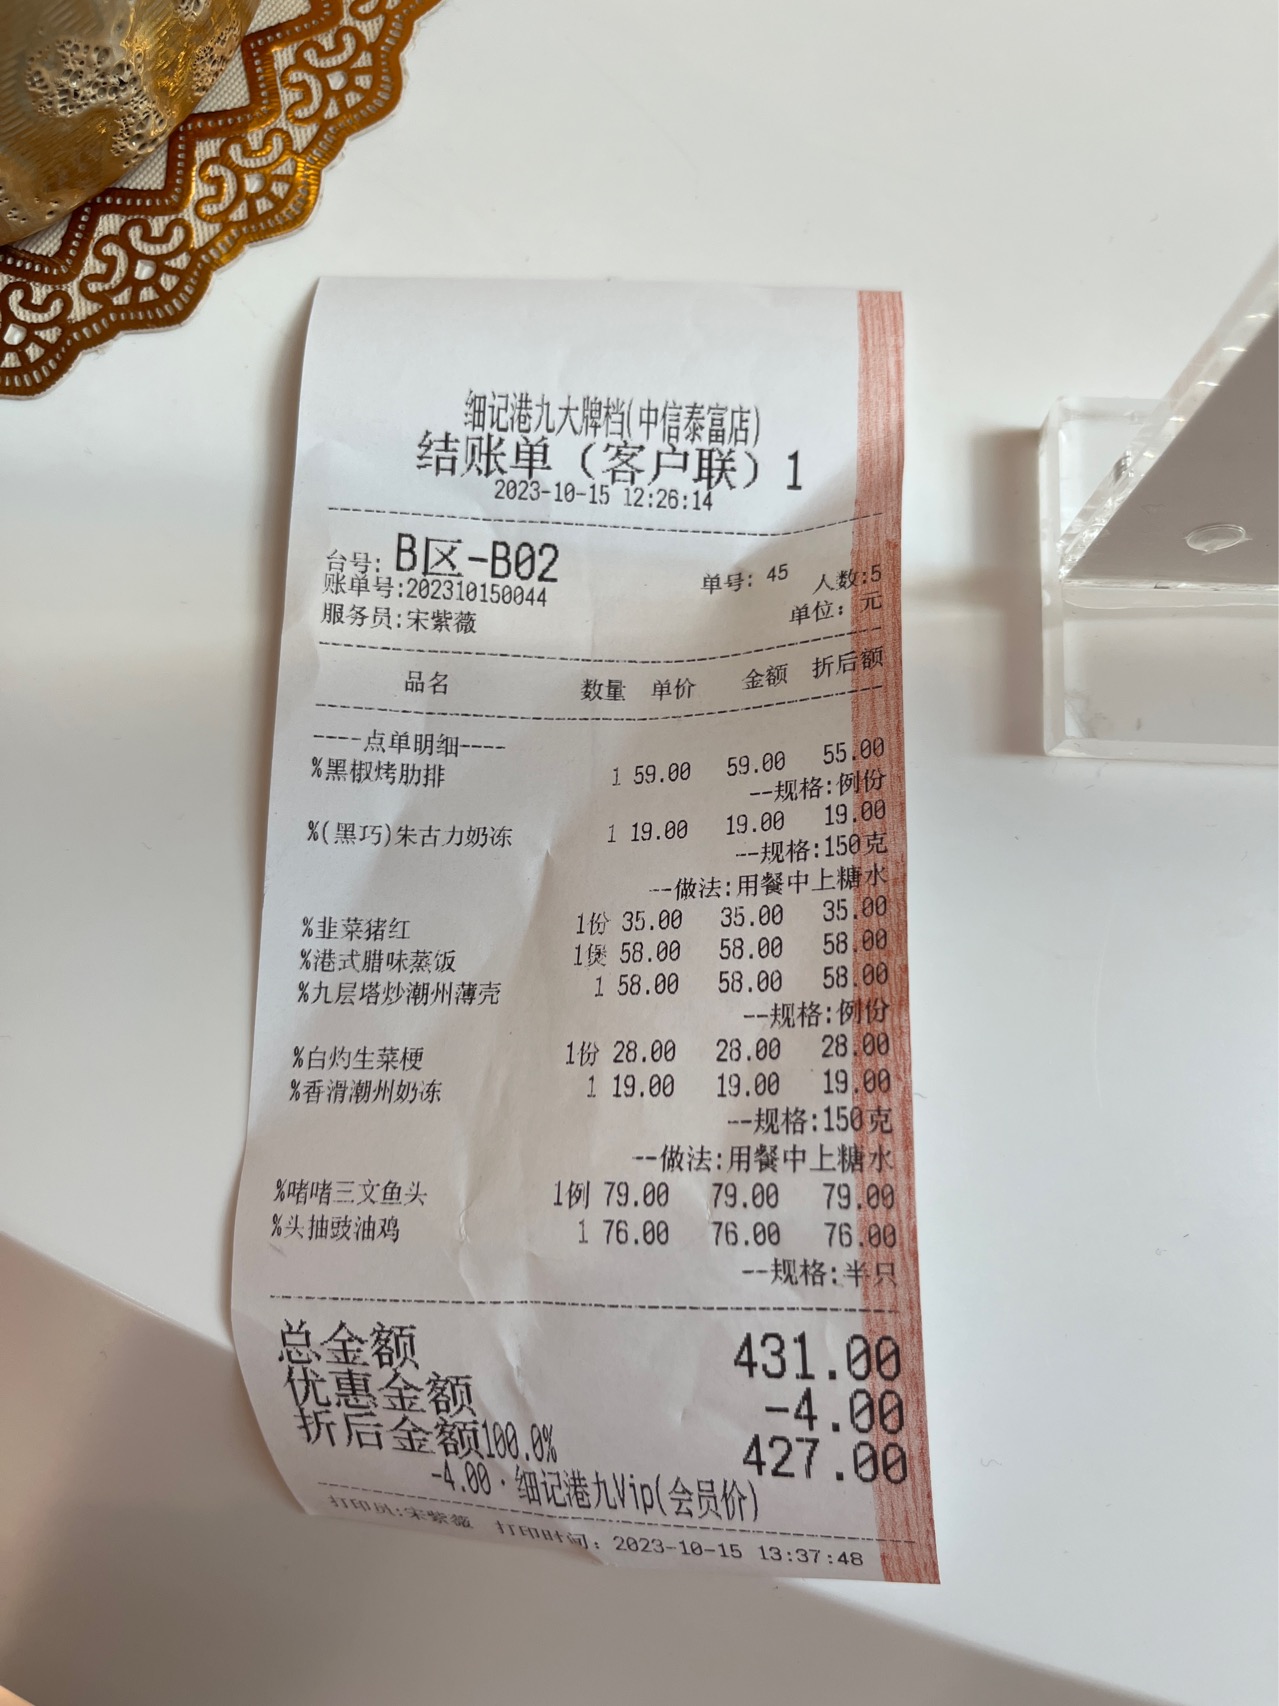 细记港九大牌档(中信泰富店)
结账单（客户联）1
2023-10-15 12:26:14
台号: B区-B02 单号: 45 人数:5
账单号:202310150044
服务员:宋紫薇 单位: 元
品名 数量 单价 金额 折后额
----点单明细----
%黑椒烤肋排 1 59.00 59.00 55.00
--规格:例份
%(黑巧)朱古力奶冻 1 19.00 19.00 19.00
--规格:150克
--做法:用餐中上糖水
%韭菜猪红 1份 35.00 35.00 35.00
%港式腊味蒸饭 1煲 58.00 58.00 58.00
%九层塔炒潮州薄壳 1 58.00 58.00 58.00
--规格:例份
%白灼生菜梗 1份 28.00 28.00 28.00
%香滑潮州奶冻 1 19.00 19.00 19.00
--规格:150克
--做法:用餐中上糖水
%啫啫三文鱼头 1例 79.00 79.00 79.00
%头抽豉油鸡 1 76.00 76.00 76.00
--规格:半只
总金额 431.00
优惠金额 -4.00
折后金额100.0% 427.00
-4.00·细记港九Vip(会员价)
打印员:宋紫薇 打印时间: 2023-10-15 13:37:48